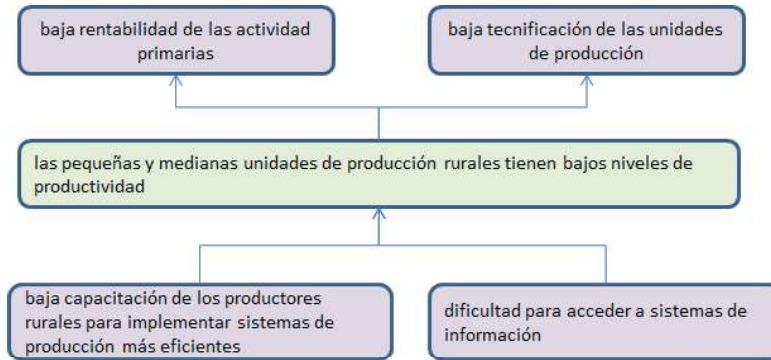 baja rentabilidad de las actividad
primarias
baja tecnificación de las unidades
de producción
las pequeñas y medianas unidades de producción rurales tienen bajos niveles de
productividad
baja capacitación de los productores
rurales para implementar sistemas de
producción más eficientes
dificultad para acceder a sistemas de
información